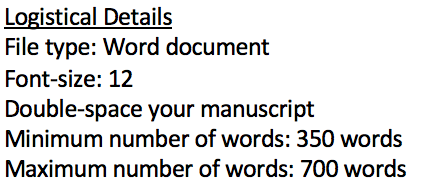 Logistical Details
File type: Word document
Font-size: 12
Double-space your manuscript
Minimum number of words: 350 words
Maximum number of words: 700 words